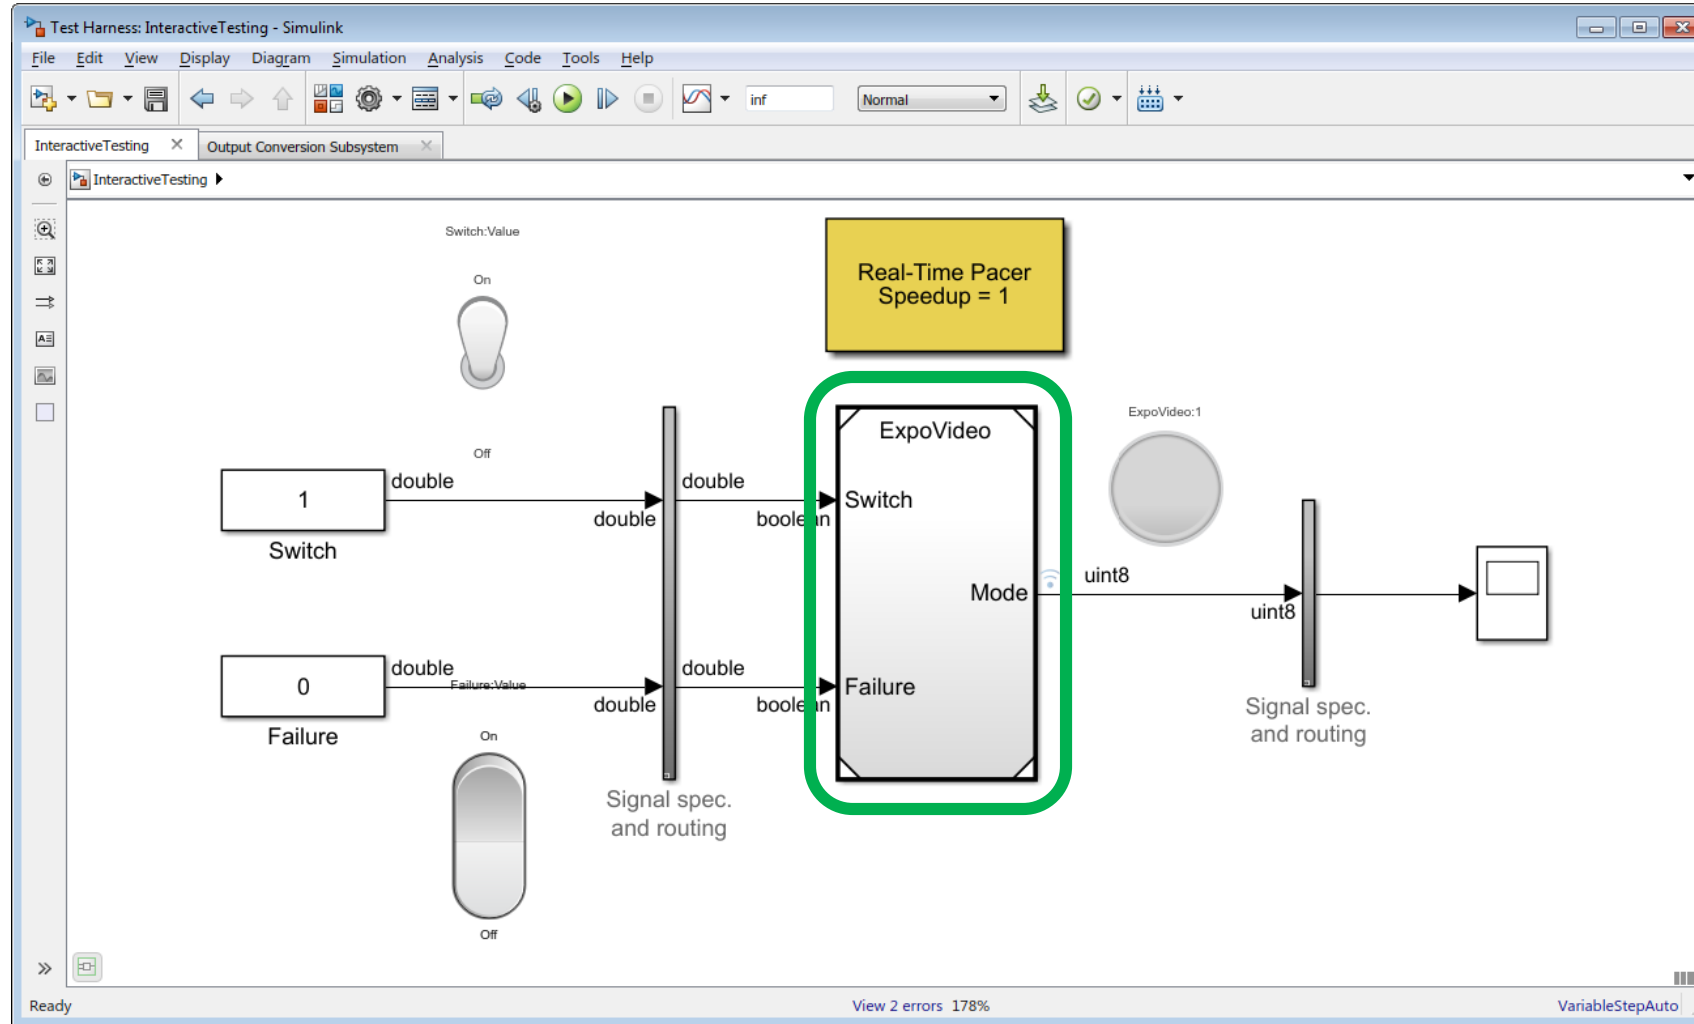 Test Harness: InteractiveTesting - Simulink
File Edit View Display Diagram Simulation Analysis Code Tools Help
inf Normal
InteractiveTesting Output Conversion Subsystem
InteractiveTesting
Switch:Value
On
Off
Real-Time Pacer
Speedup = 1
1
Switch
double
double
double
boolean
ExpoVideo
Switch
Mode
Failure
ExpoVideo:1
uint8
uint8
0
Failure
double
Failure:Value
double
double
boolean
On
Off
Signal spec.
and routing
Signal spec.
and routing
Ready View 2 errors 178% VariableStepAuto